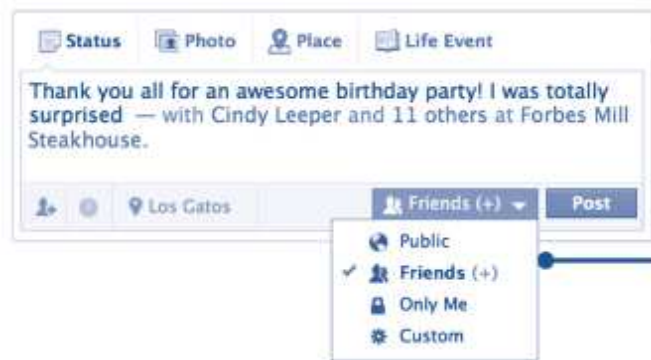 Status Photo Place Life Event
Thank you all for an awesome birthday party! I was totally
surprised — with Cindy Leeper and 11 others at Forbes Mill
Steakhouse.
Los Gatos Friends (+) Post
Public
Friends (+)
Only Me
Custom